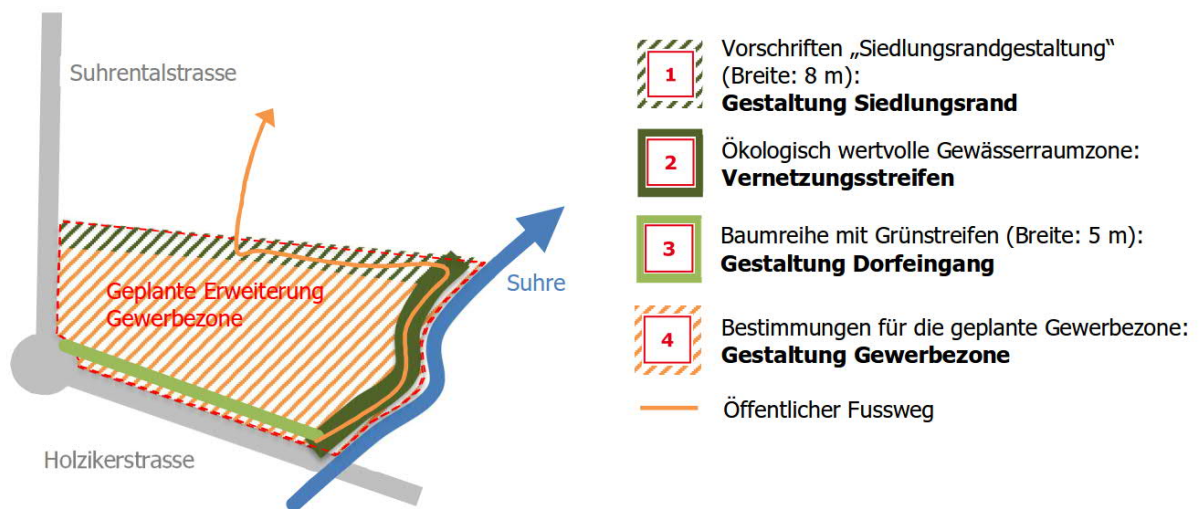 Suhrentalstrasse
Geplante Erweiterung
Gewerbezone
Suhre
Holzikerstrasse
1
Vorschriften „Siedlungsrandgestaltung“
(Breite: 8 m):
Gestaltung Siedlungsrand
2
Ökologisch wertvolle Gewässerraumzone:
Vernetzungsstreifen
3
Baumreihe mit Grünstreifen (Breite: 5 m):
Gestaltung Dorfeingang
4
Bestimmungen für die geplante Gewerbezone:
Gestaltung Gewerbezone
Öffentlicher Fussweg